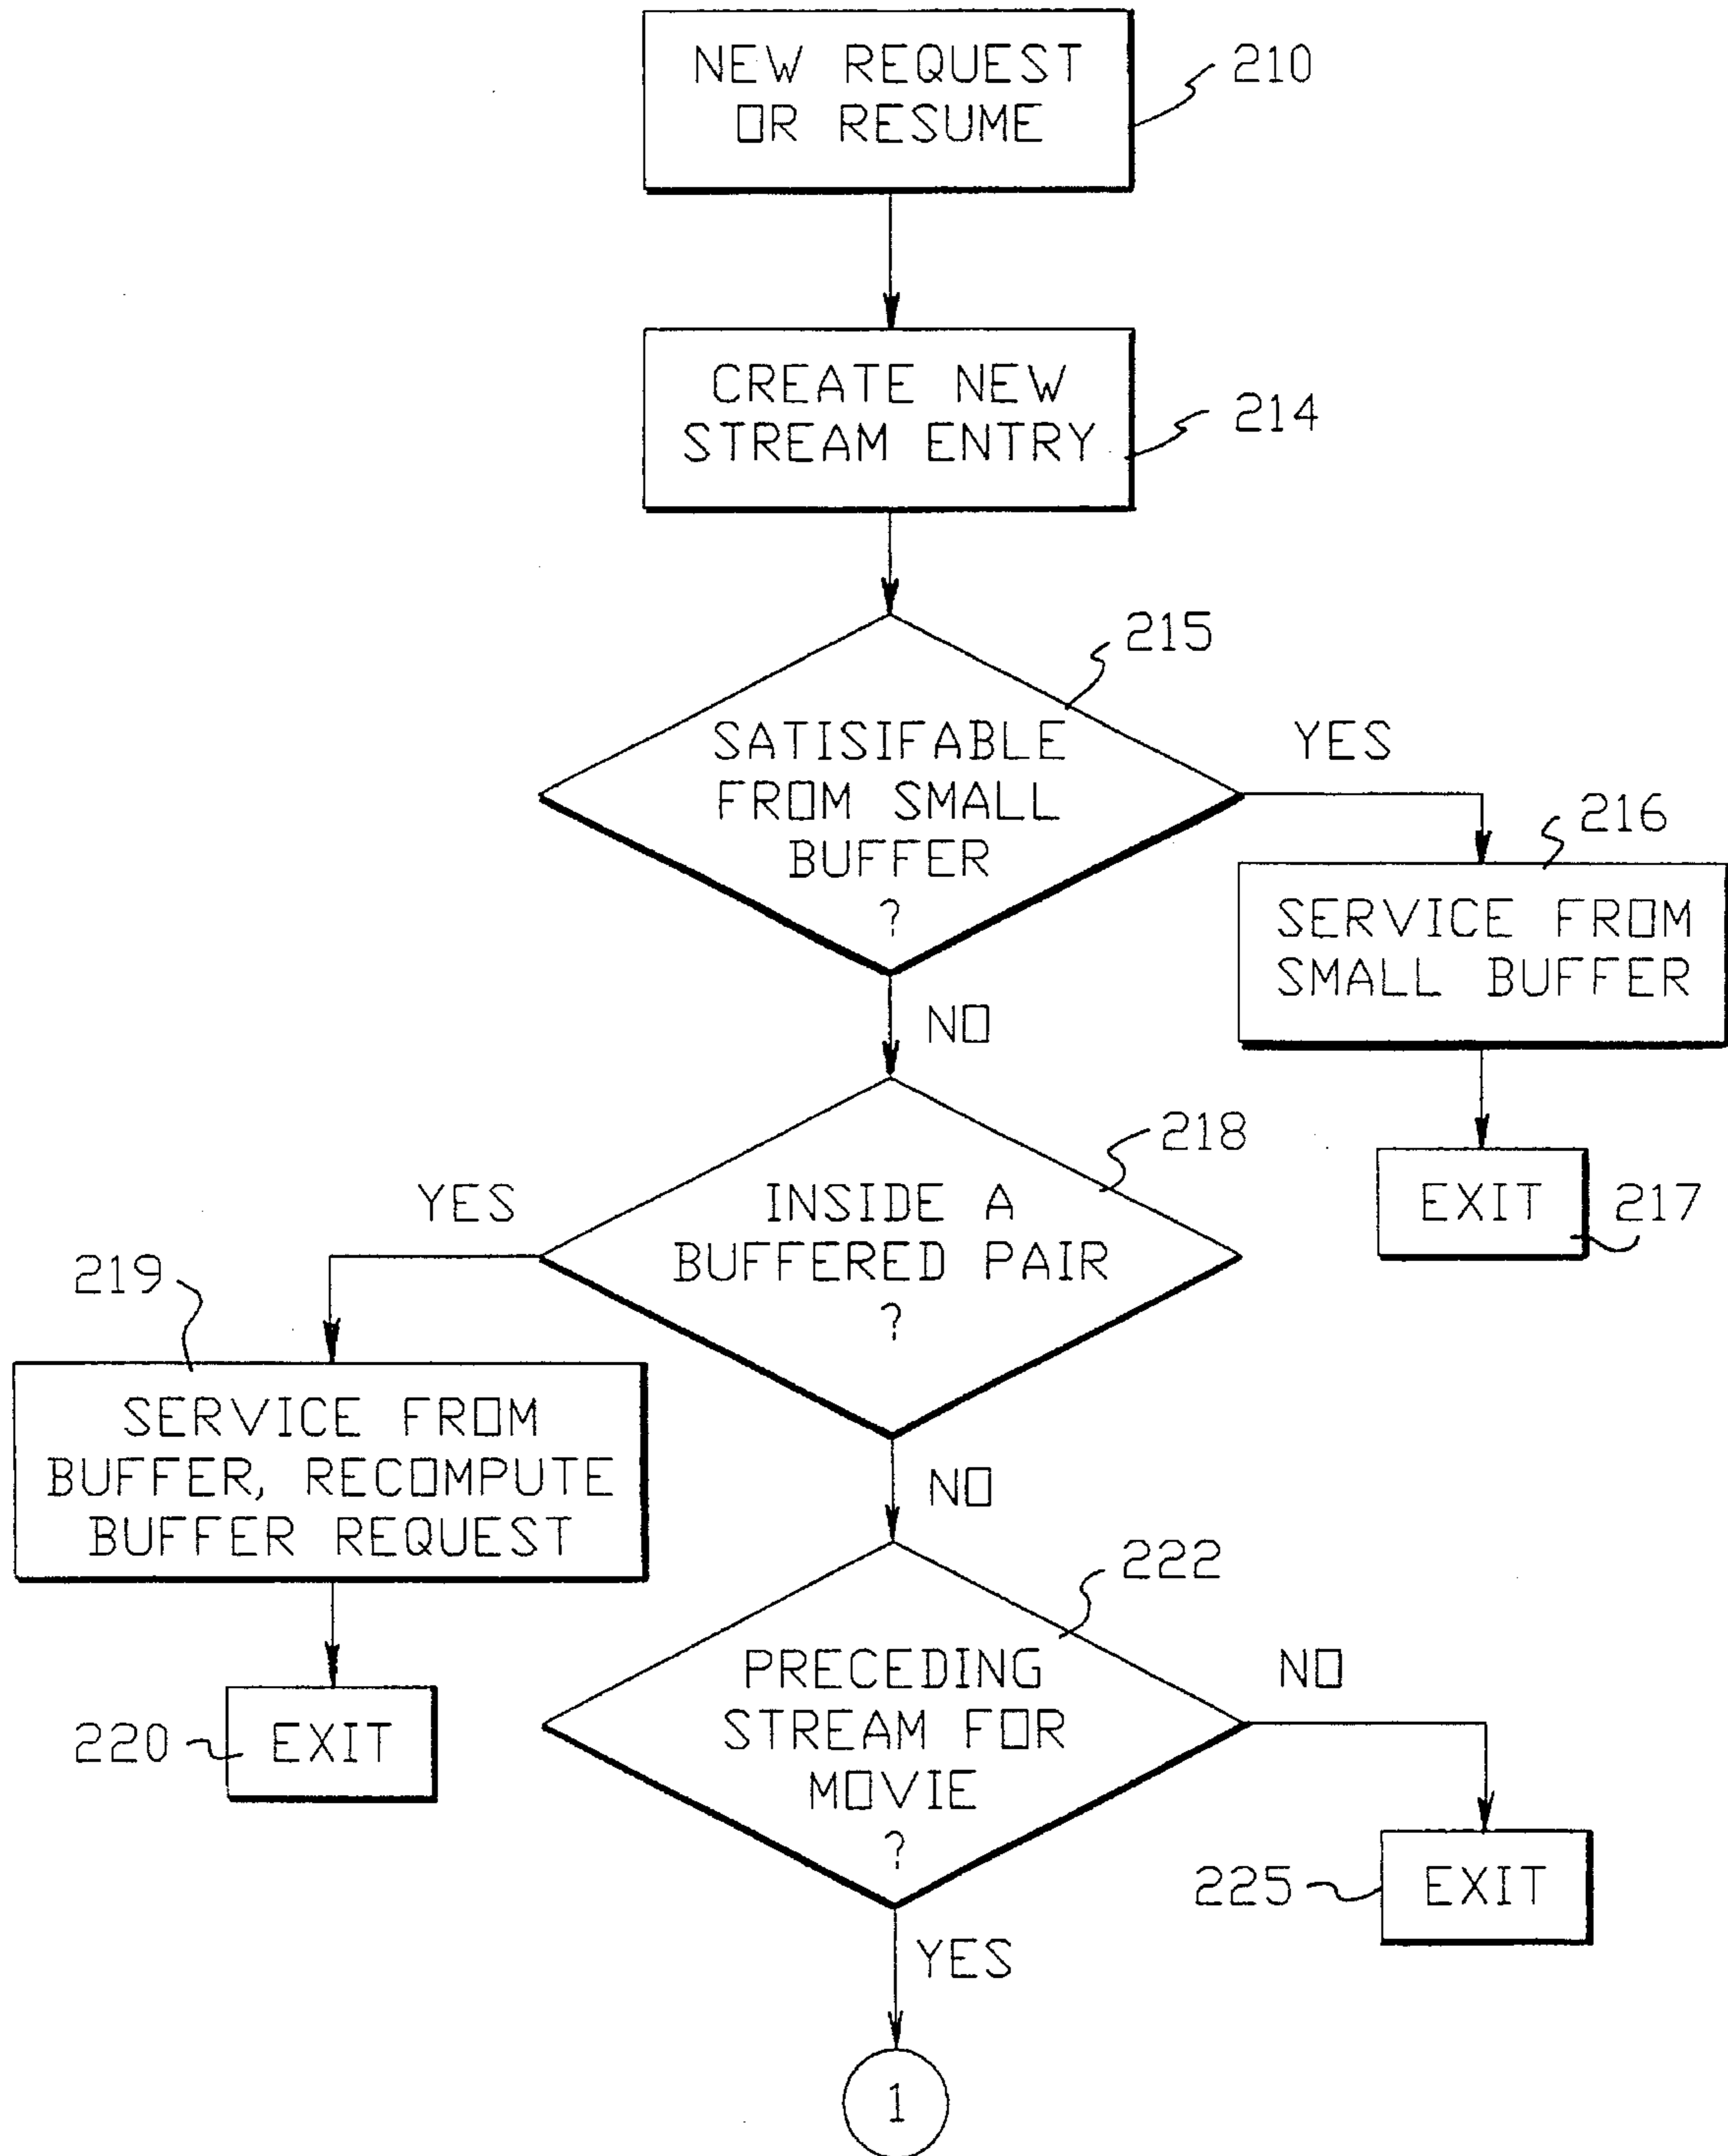 NEW REQUEST
OR RESUME
210
CREATE NEW
STREAM ENTRY
214
215
SATISIFABLE
FROM SMALL
BUFFER
?
YES
216
SERVICE FROM
SMALL BUFFER
NO
EXIT
217
218
INSIDE A
BUFFERED PAIR
?
YES
219
SERVICE FROM
BUFFER, RECOMPUTE
BUFFER REQUEST
NO
220
EXIT
222
PRECEDING
STREAM FOR
MOVIE
?
NO
225
EXIT
YES
1